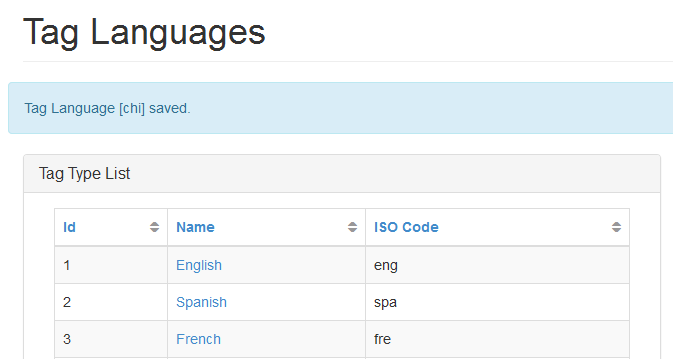 Tag Languages
Tag Language [chi] saved.
Tag Type List
Id Name ISO Code
1 English eng
2 Spanish spa
3 French fre